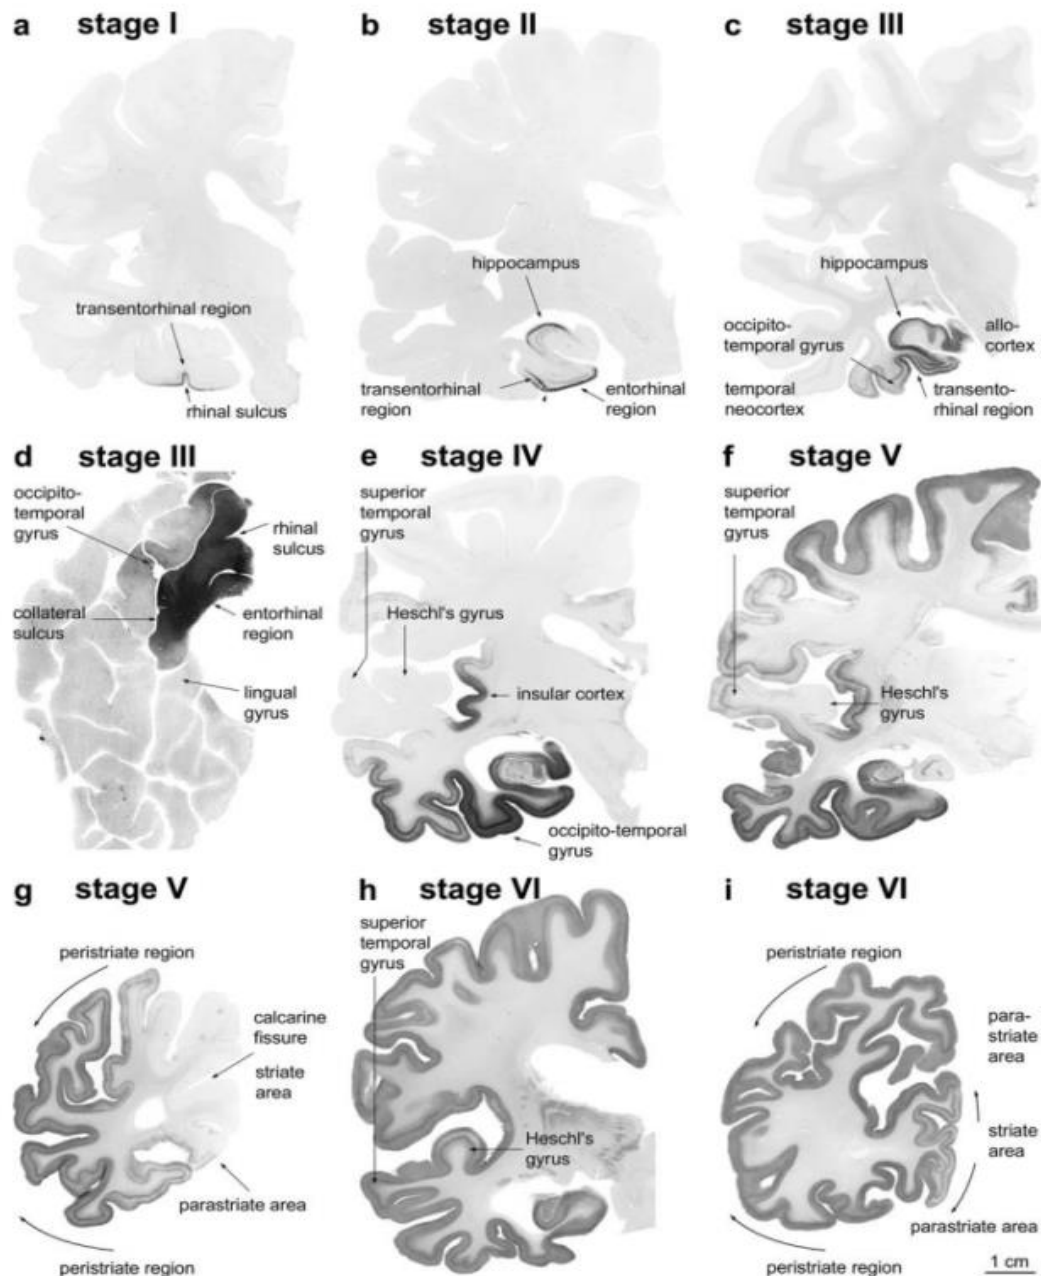 a stage I
transentorhinal region
rhinal sulcus
b stage II
hippocampus
transentorhinal
region
entorhinal
region
c stage III
hippocampus
occipito-
temporal gyrus
allo-
cortex
temporal
neocortex
transento-
rhinal region
d stage III
occipito-
temporal
gyrus
rhinal
sulcus
collateral
sulcus
entorhinal
region
lingual
gyrus
e stage IV
superior
temporal
gyrus
Heschl's gyrus
insular cortex
occipito-temporal
gyrus
f stage V
superior
temporal
gyrus
Heschl's
gyrus
g stage V
peristriate region
calcarine
fissure
striate
area
parastriate area
peristriate region
h stage VI
superior
temporal
gyrus
Heschl's
gyrus
i stage VI
peristriate region
para-
striate
area
striate
area
parastriate area
peristriate region
1 cm